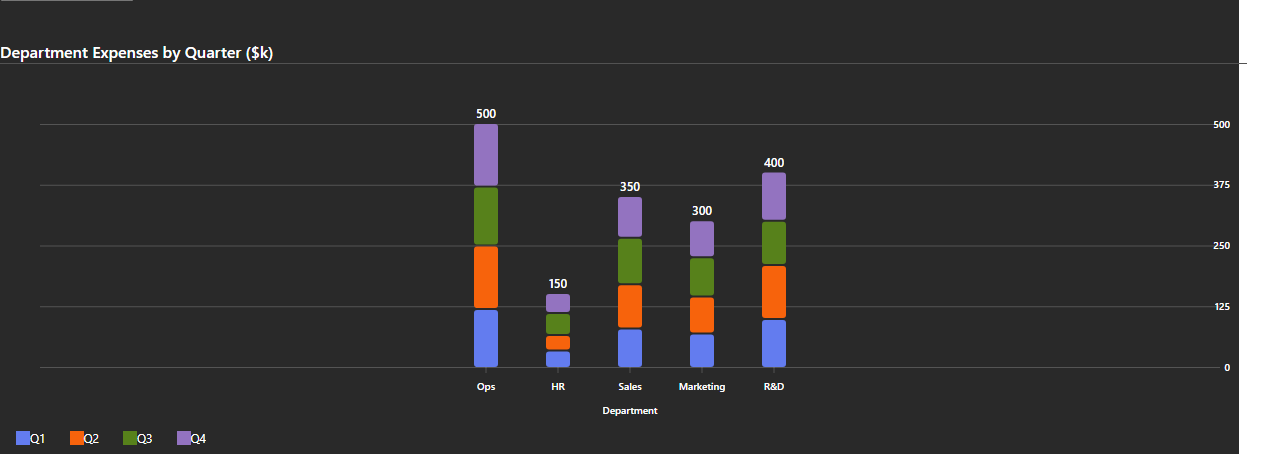 Department Expenses by Quarter ($k)
500
500
400
350
375
300
250
150
125
0
Ops HR Sales Marketing R&D
Department
Q1 Q2 Q3 Q4